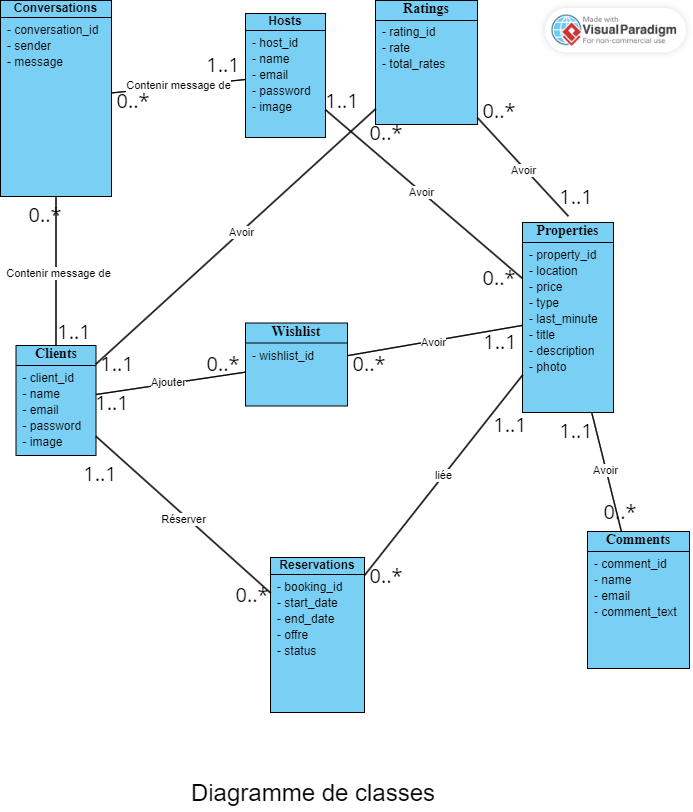 Conversations
- conversation_id
- sender
- message
Hosts
- host_id
- name
- email
- password
- image
Ratings
- rating_id
- rate
- total_rates
Made with
VisualParadigm
For non-commercial use
1..1
Contenir message de
0..*
1..1
0..*
0..*
Avoir
Avoir
1..1
0..*
Avoir
Contenir message de
Properties
- property_id
- location
- price
- type
- last_minute
- title
- description
- photo
0..*
1..1
Clients
- client_id
- name
- email
- password
- image
Wishlist
- wishlist_id
1..1
0..*
Ajouter
1..1
Avoir
1..1
0..*
1..1
1..1
1..1
liée
Avoir
Réserver
0..*
Comments
- comment_id
- name
- email
- comment_text
Reservations
- booking_id
- start_date
- end_date
- offre
- status
0..*
0..*
Diagramme de classes